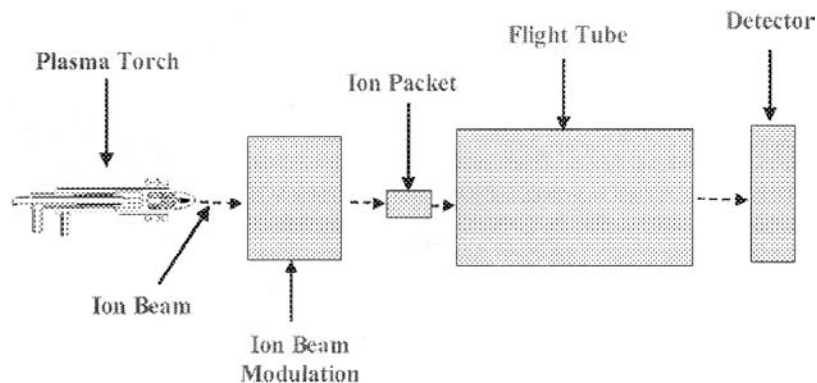 Detector
Flight Tube
Plasma Torch
Ion Packet
Ion Beam
Ion Beam
Modulation